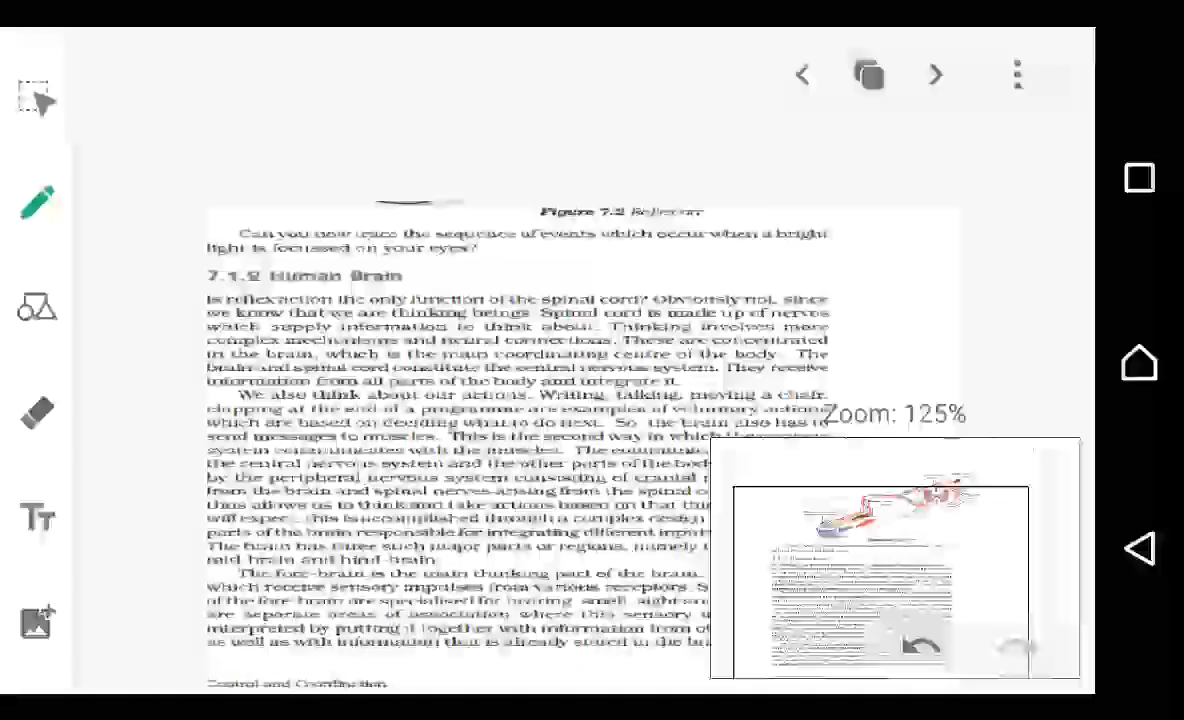 Figure 7.2 Reflex arc
Can you now trace the sequence of events which occur when a bright
light is focussed on your eyes?
7.1.2 Human Brain
Is reflex action the only function of the spinal cord? Obviously not, since
we know that we are thinking beings. Spinal cord is made up of nerves
which supply information to think about. Thinking involves more
complex mechanisms and neural connections. These are concentrated
in the brain, which is the main coordinating centre of the body. The
brain and spinal cord constitute the central nervous system. They receive
information from all parts of the body and integrate it.
We also think about our actions. Writing, talking, moving a chair,
clapping at the end of a programme are examples of voluntary actions
which are based on deciding what to do next. So, the brain also has to
Zoom: 125%
send messages to muscles. This is the second way in which
system communicates with the muscles. The
the central nervous system and the other parts of the body
by the peripheral nervous system consisting of cranial
from the brain and spinal nerves arising from the spinal
thus allows us to think and take actions based on that
This is accomplished through a complex design
parts of the brain responsible for integrating different
The brain has three such major parts or regions, namely
mid-brain and hind-brain.
The fore-brain is the main thinking part of the brain.
which receive sensory impulses from various receptors.
of the fore-brain are specialised for hearing, smell, sight
are separate areas of association where this sensory
interpreted by putting it together with information from
as well as with information that is already stored in the
Control and Coordination
Tт